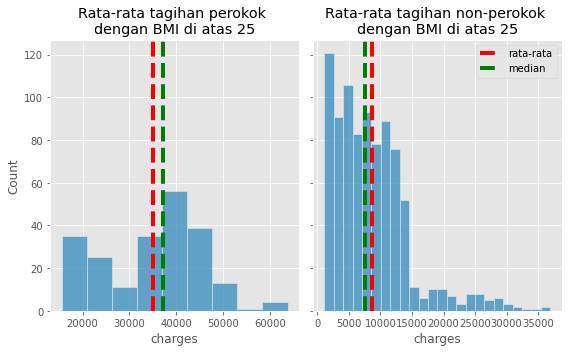 Rata-rata tagihan perokok
dengan BMI di atas 25
Rata-rata tagihan non-perokok
dengan BMI di atas 25
rata-rata
median
120
100
80
60
40
20
0
Count
20000 30000 40000 50000 60000
charges
0 5000 10000 15000 20000 25000 30000 35000
charges